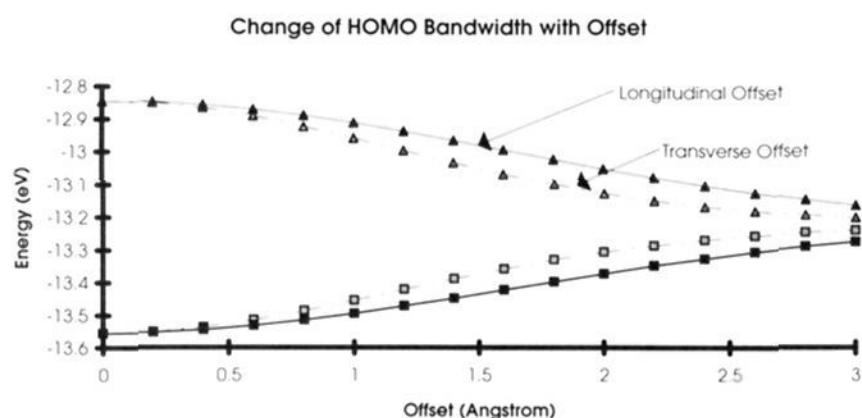 Change of HOMO Bandwidth with Offset
-12.8
-12.9
-13
-13.1
-13.2
-13.3
-13.4
-13.5
-13.6
Energy (eV)
Longitudinal Offset
Transverse Offset
0 0.5 1 1.5 2 2.5 3
Offset (Angstrom)